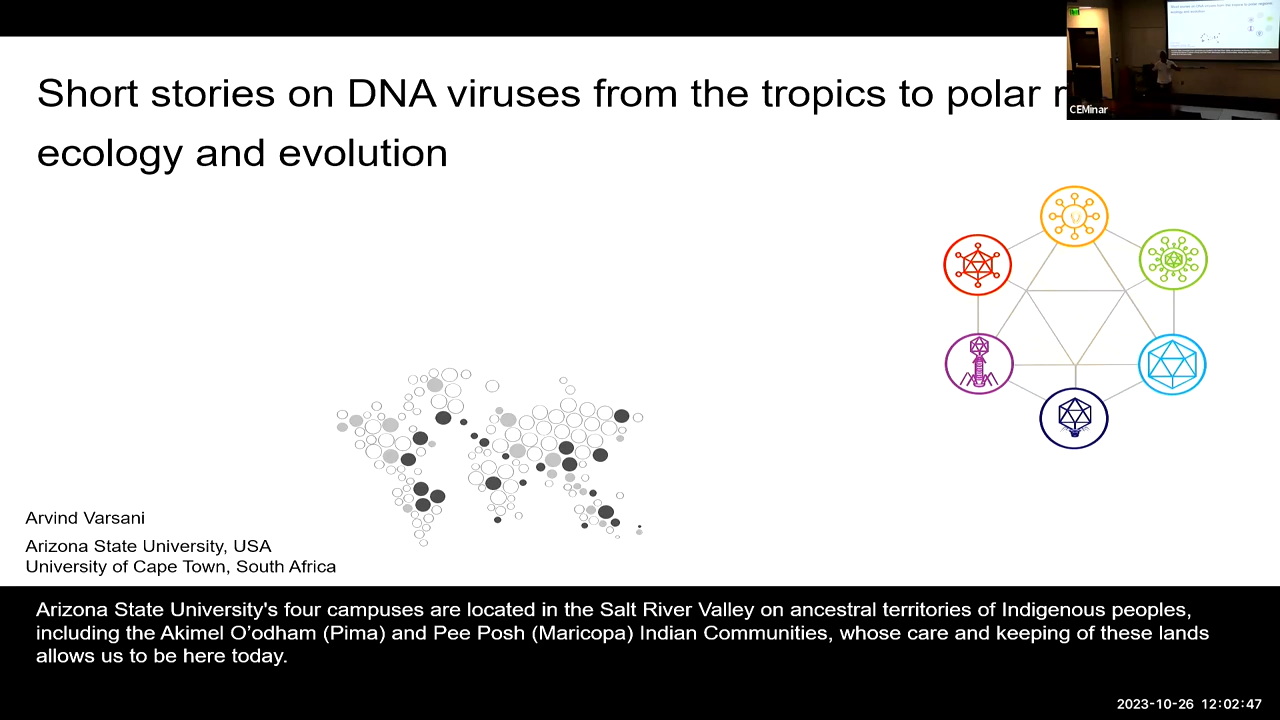 Short stories on DNA viruses from the tropics to polar
ecology and evolution
CEMinar
Arvind Varsani
Arizona State University, USA
University of Cape Town, South Africa
Arizona State University's four campuses are located in the Salt River Valley on ancestral territories of Indigenous peoples,
including the Akimel O’odham (Pima) and Pee Posh (Maricopa) Indian Communities, whose care and keeping of these lands
allows us to be here today.
2023-10-26 12:02:47